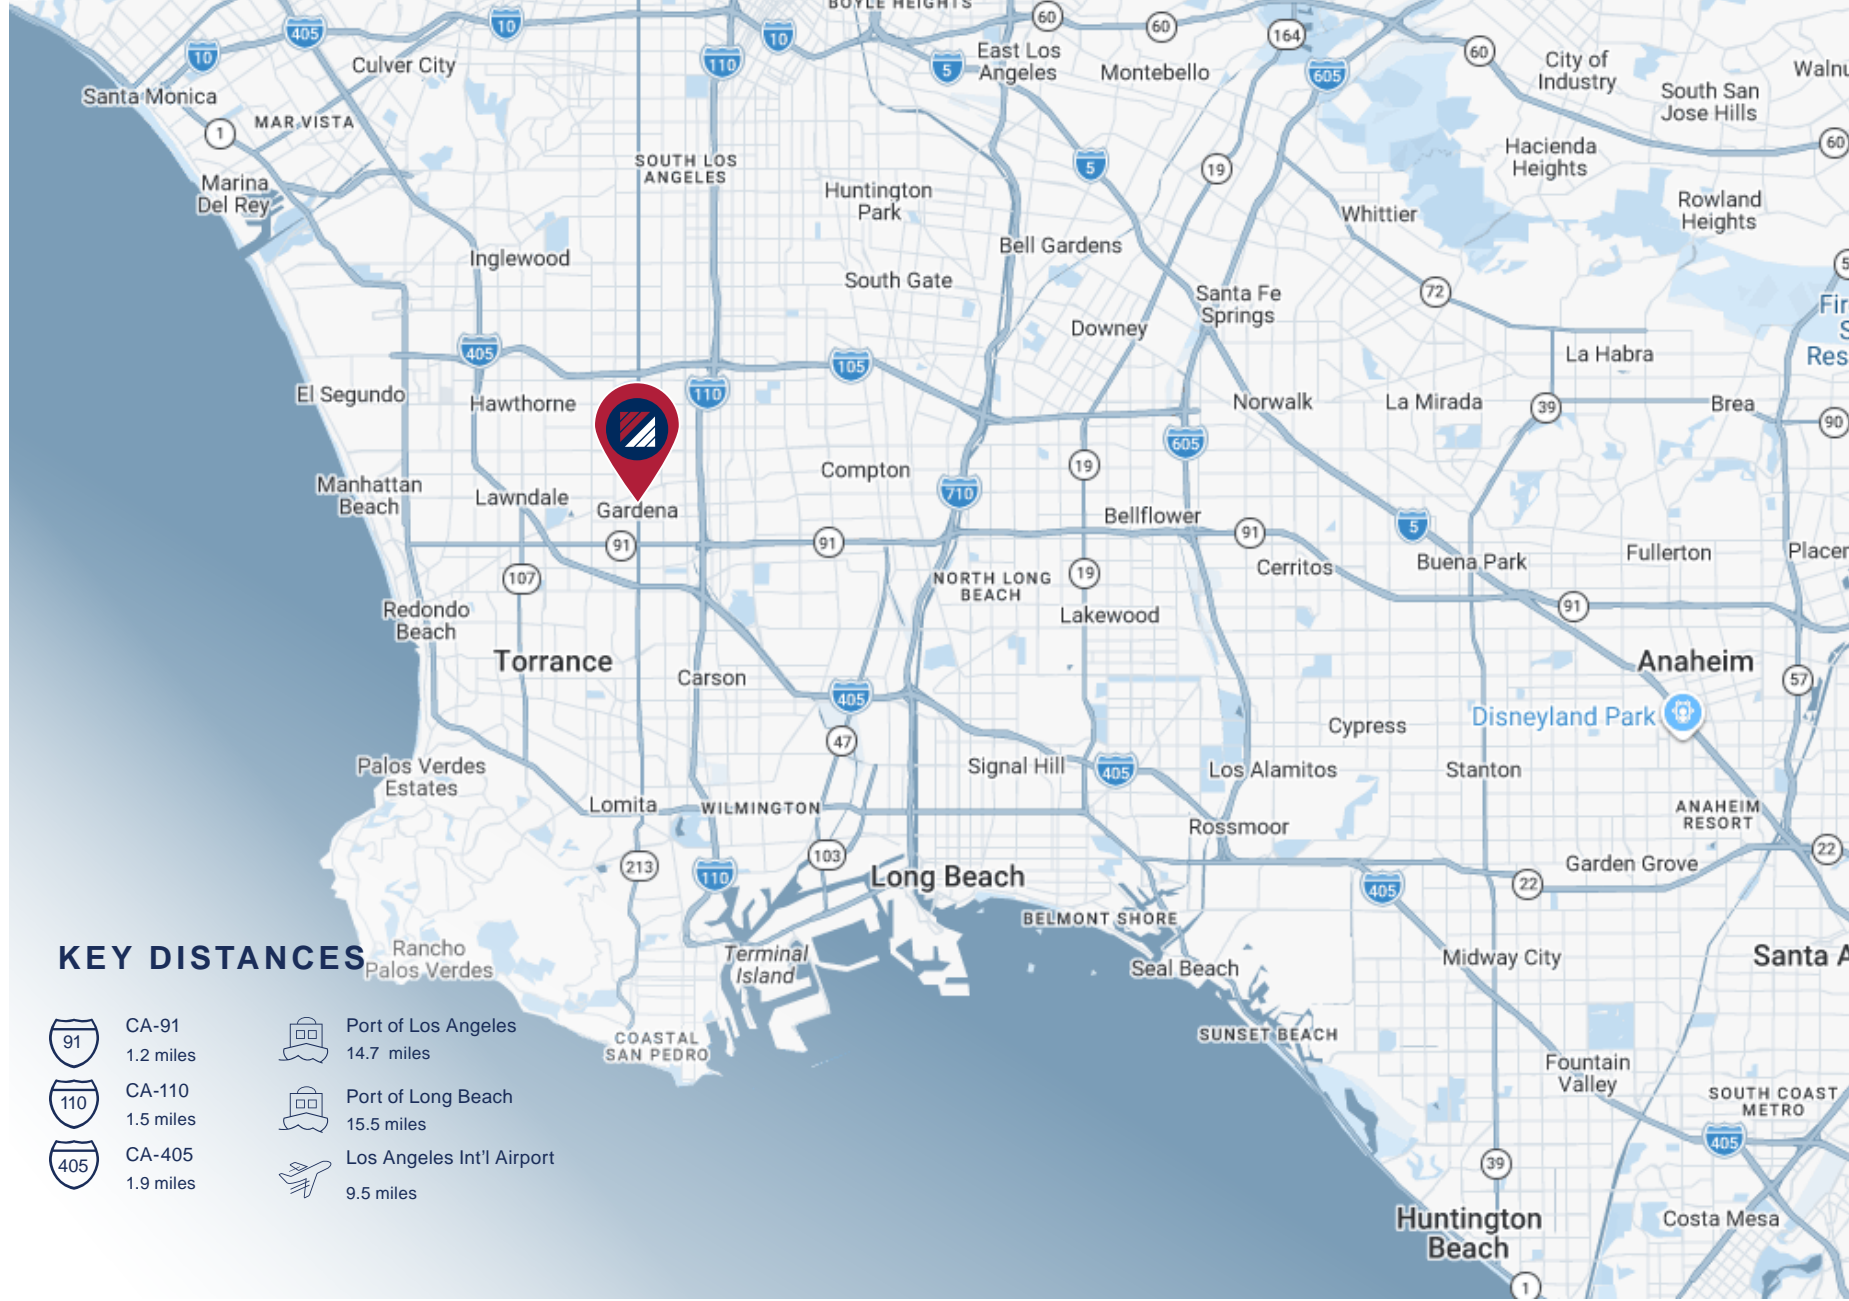 BOYLE HEIGHTS
60
60
164
60
405
10
10
10
110
5
605
Culver City
East Los
Angeles
Montebello
City of
Industry
South San
Jose Hills
Santa Monica
MAR VISTA
1
SOUTH LOS
ANGELES
5
19
60
Hacienda
Heights
Marina
Del Rey
Huntington
Park
Whittier
Rowland
Heights
Inglewood
Bell Gardens
South Gate
Santa Fe
Springs
72
Downey
405
105
110
La Habra
El Segundo
Hawthorne
Norwalk
La Mirada
39
Brea
90
605
19
Compton
710
Manhattan
Beach
Lawndale
Gardena
Bellflower
5
91
91
91
Cerritos
Buena Park
Fullerton
107
NORTH LONG
BEACH
19
Lakewood
91
Redondo
Beach
Torrance
Carson
Anaheim
57
405
Cypress
Disneyland Park
47
Palos Verdes
Estates
Signal Hill
405
Los Alamitos
Stanton
Lomita
WILMINGTON
Rossmoor
ANAHEIM
RESORT
213
110
103
Long Beach
405
22
Garden Grove
22
BELMONT SHORE
Rancho
Palos Verdes
Terminal
Island
Seal Beach
Midway City
Santa A
COASTAL
SAN PEDRO
SUNSET BEACH
Fountain
Valley
SOUTH COAST
METRO
405
39
Huntington
Beach
Costa Mesa
1
KEY DISTANCES
91
CA-91
1.2 miles
110
CA-110
1.5 miles
405
CA-405
1.9 miles
Port of Los Angeles
14.7 miles
Port of Long Beach
15.5 miles
Los Angeles Int'l Airport
9.5 miles